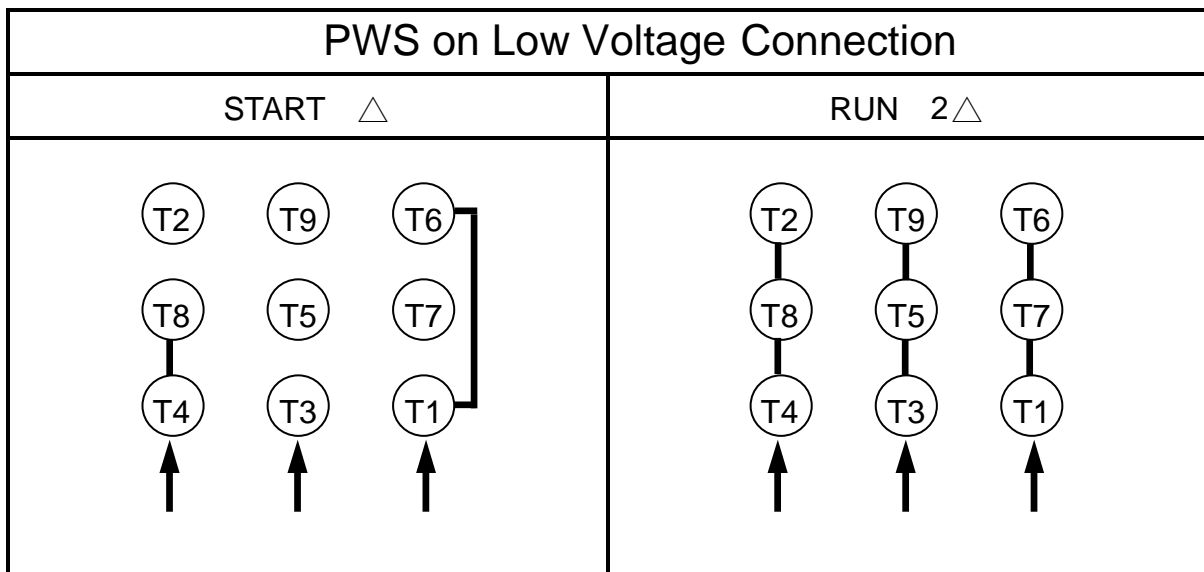 PWS on Low Voltage Connection
START △
RUN 2△
T2 T9 T6
T8 T5 T7
T4 T3 T1
T2 T9 T6
T8 T5 T7
T4 T3 T1